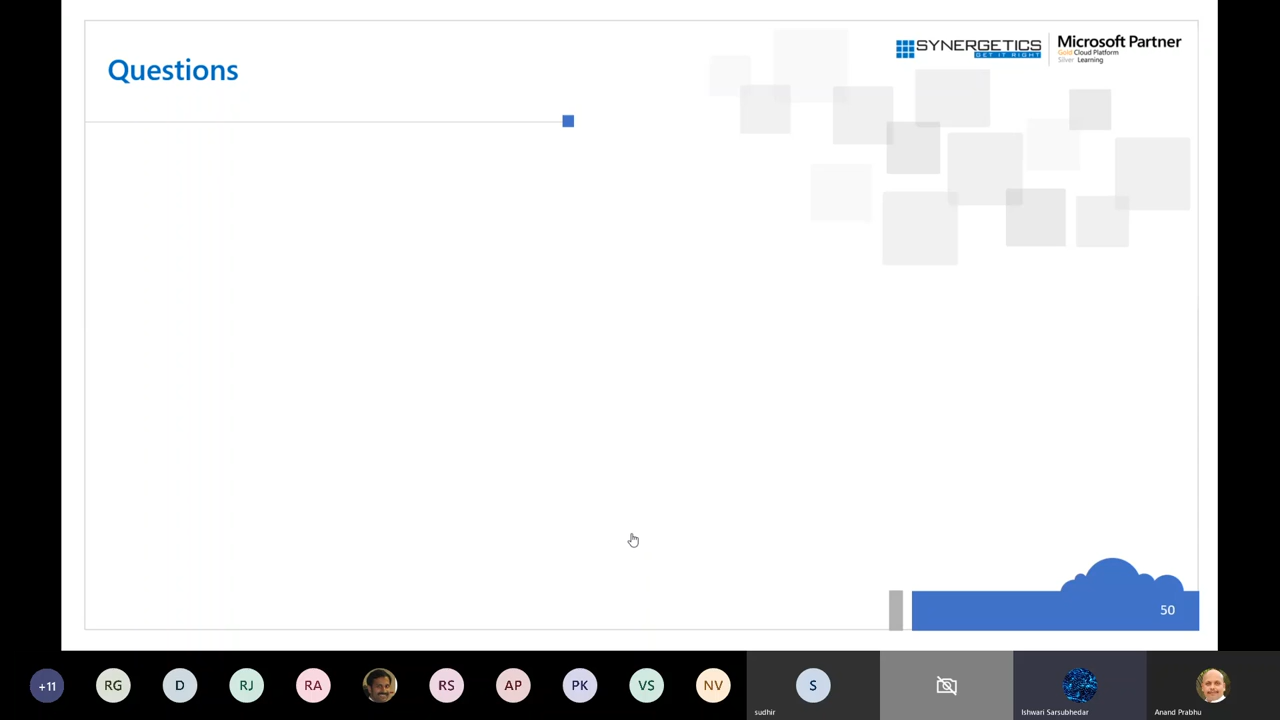 Questions
SYNERGETICS
GET IT RIGHT
Microsoft Partner
Gold Cloud Platform
Silver Learning
50
+11
RG
D
RJ
RA
RS
AP
PK
VS
NV
S
sudhir
Ishwari Sarsubhedar
Anand Prabhu